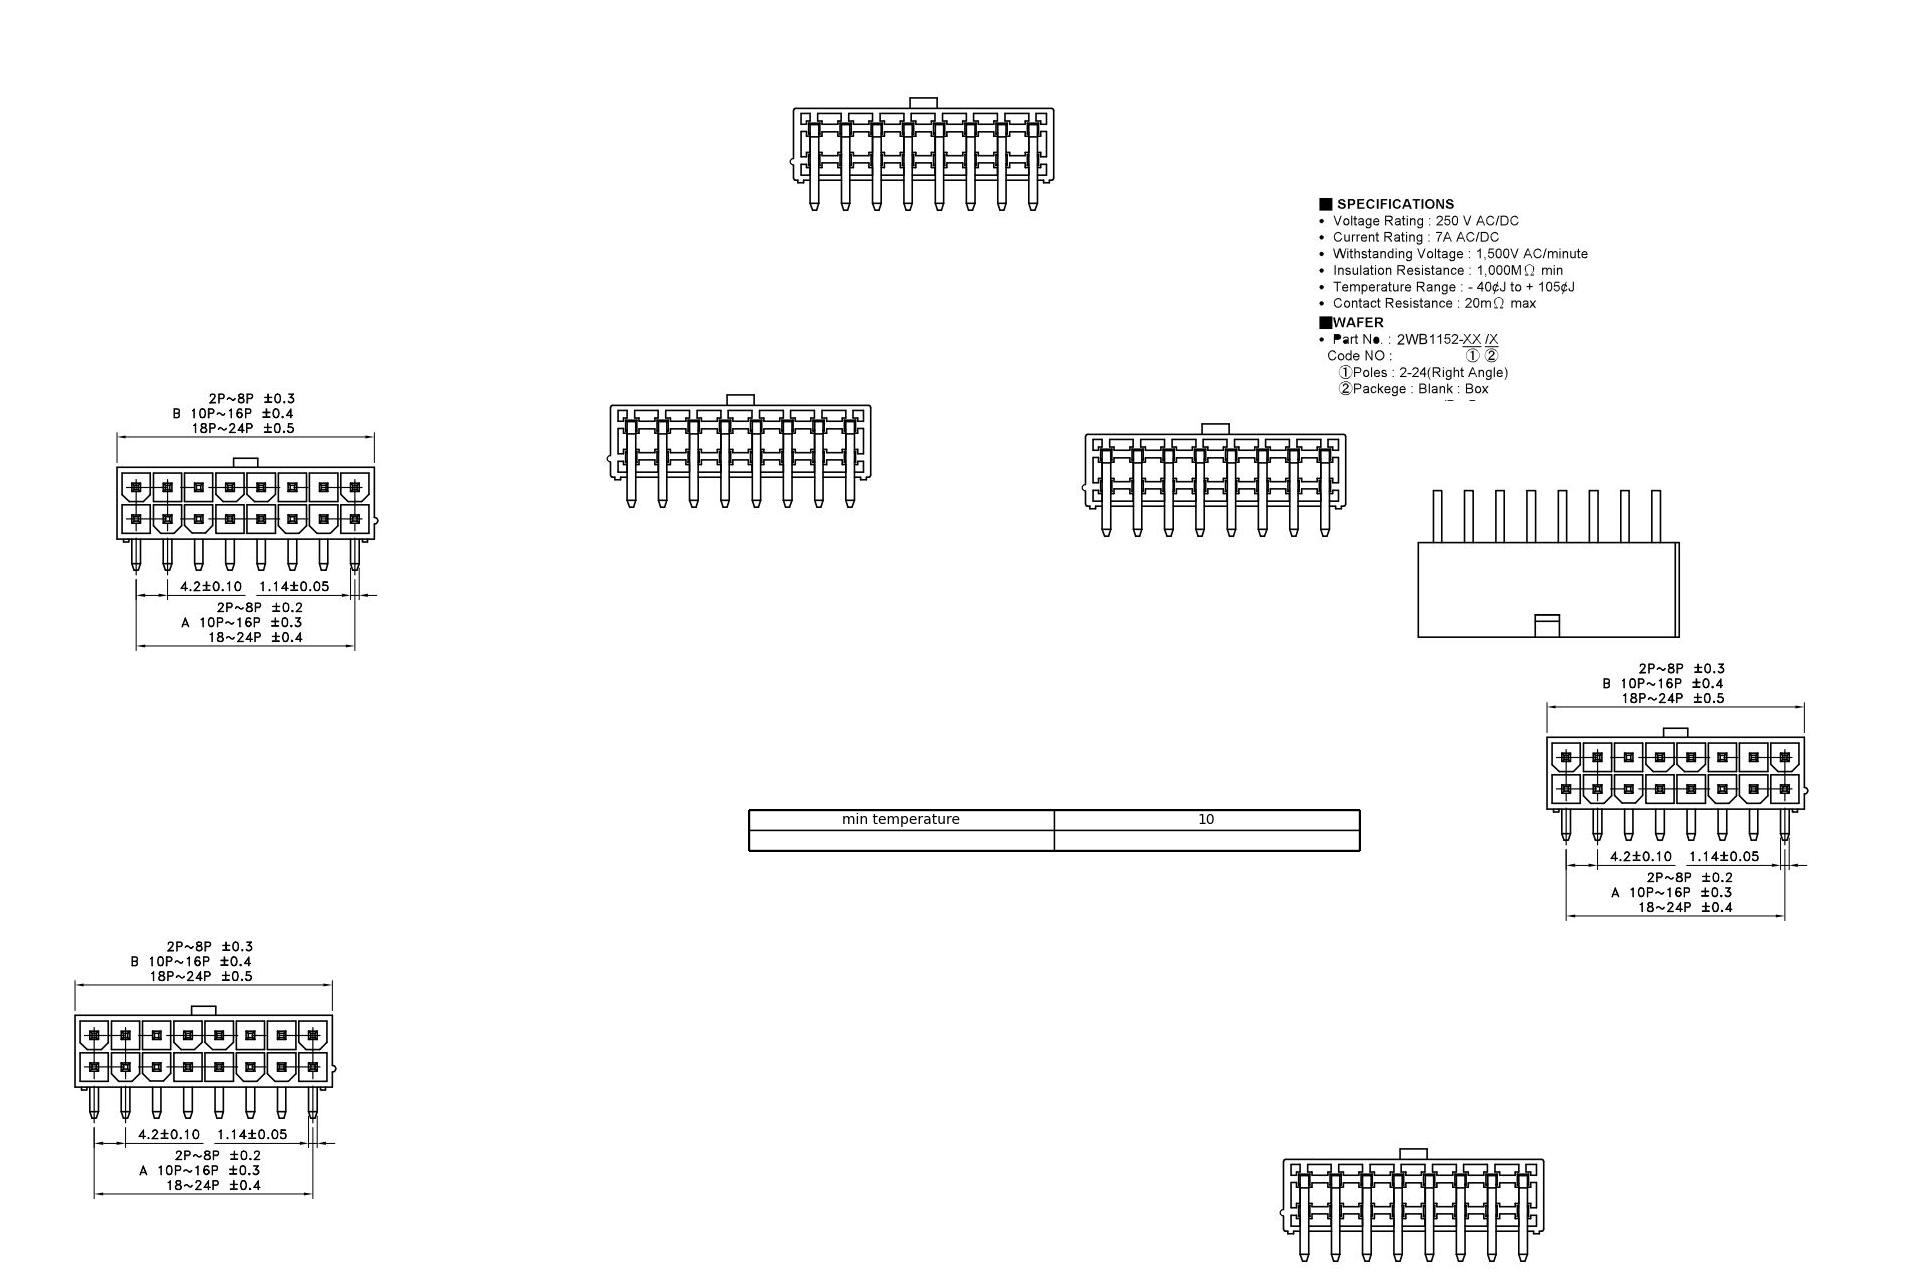 ■ SPECIFICATIONS
• Voltage Rating : 250 V AC/DC
• Current Rating : 7A AC/DC
• Withstanding Voltage : 1,500V AC/minute
• Insulation Resistance : 1,000MΩ min
• Temperature Range : - 40¢J to + 105¢J
• Contact Resistance : 20mΩ max
■WAFER
• Part No. : 2WB1152-XX /X
Code NO : ① ②
①Poles : 2-24(Right Angle)
②Packege : Blank : Box
2P~8P ±0.3
B 10P~16P ±0.4
18P~24P ±0.5
4.2±0.10 1.14±0.05
2P~8P ±0.2
A 10P~16P ±0.3
18~24P ±0.4
2P~8P ±0.3
B 10P~16P ±0.4
18P~24P ±0.5
4.2±0.10 1.14±0.05
2P~8P ±0.2
A 10P~16P ±0.3
18~24P ±0.4
min temperature 10
2P~8P ±0.3
B 10P~16P ±0.4
18P~24P ±0.5
4.2±0.10 1.14±0.05
2P~8P ±0.2
A 10P~16P ±0.3
18~24P ±0.4